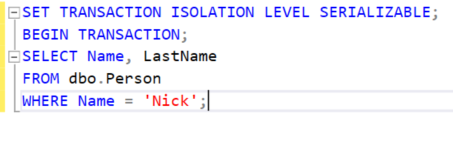 SET TRANSACTION ISOLATION LEVEL SERIALIZABLE;
BEGIN TRANSACTION;
SELECT Name, LastName
FROM dbo.Person
WHERE Name = 'Nick';